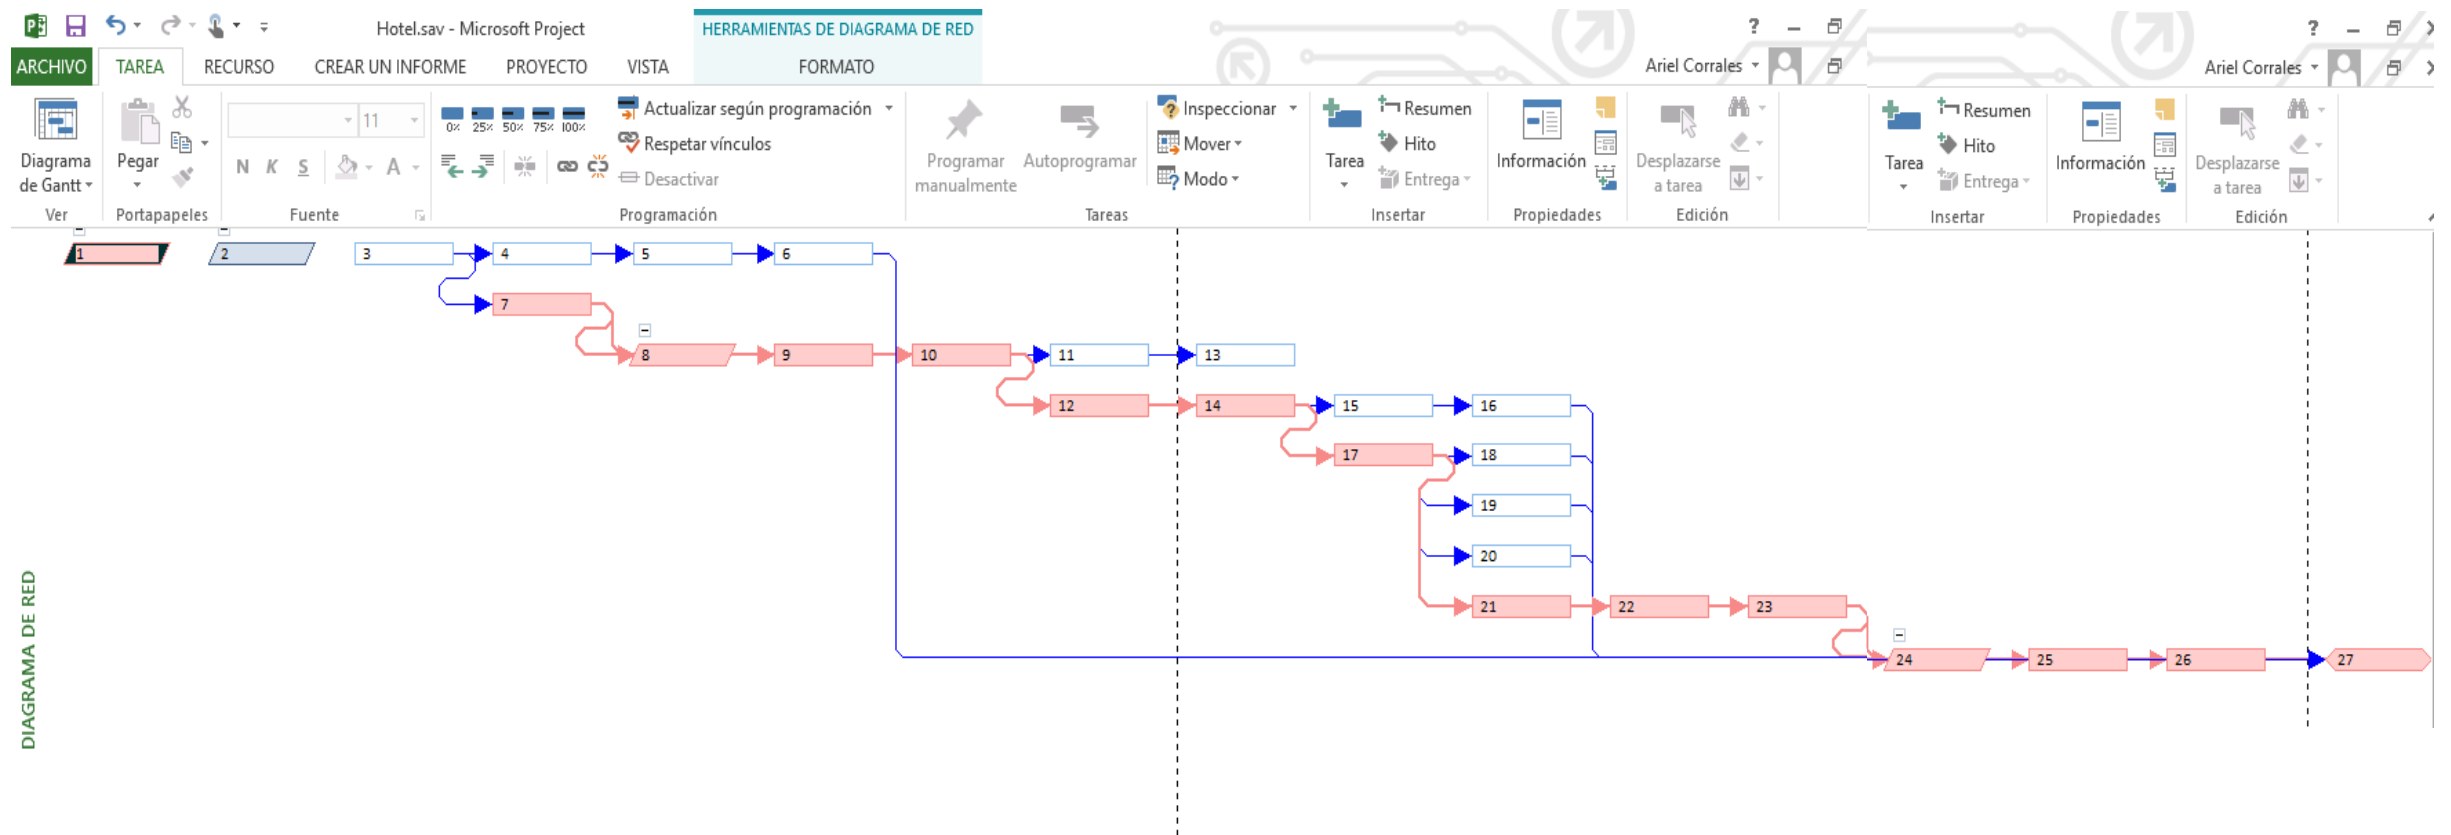 Hotel.sav - Microsoft Project
HERRAMIENTAS DE DIAGRAMA DE RED
?
?
ARCHIVO TAREA RECURSO CREAR UN INFORME PROYECTO VISTA FORMATO
Ariel Corrales
Ariel Corrales
Diagrama de Gantt
Ver
Pegar
Portapapeles
11
N K S A
Fuente
0% 25% 50% 75% 100%
Actualizar según programación
Respetar vínculos
Desactivar
Programación
Programar manualmente
Autoprogramar
Inspeccionar
Mover
Modo
Tareas
Tarea
Resumen
Hito
Entrega
Insertar
Información
Propiedades
Desplazarse a tarea
Edición
Tarea
Resumen
Hito
Entrega
Insertar
Información
Propiedades
Desplazarse a tarea
Edición
1 2 3 4 5 6
7
8 9 10 11 13
12 14 15 16
17 18
19
20
21 22 23
24 25 26 27
DIAGRAMA DE RED